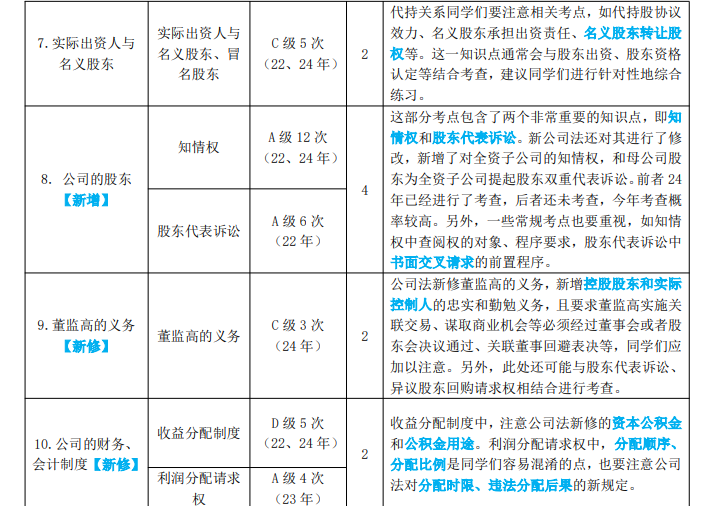 7.实际出资人与
名义股东
实际出资人与
名义股东、冒
名股东
C 级 5 次
（22、24 年）
2
代持关系同学们要注意相关考点，如代持股协议
效力、名义股东承担出资责任、名义股东转让股
权等。这一知识点通常会与股东出资、股东资格
认定等结合考查，建议同学们进行针对性地综合
练习。
8. 公司的股东
【新增】
知情权
A 级 12 次
（22、24 年）
股东代表诉讼
A 级 6 次
（22 年）
4
这部分考点包含了两个非常重要的知识点，即知
情权和股东代表诉讼。新公司法还对其进行了修
改，新增了对全资子公司的知情权，和母公司股
东为全资子公司提起股东双重代表诉讼。前者 24
年已经进行了考查，后者还未考查，今年考查概
率较高。另外，一些常规考点也要重视，如知情
权中查阅权的对象、程序要求，股东代表诉讼中
书面交叉请求的前置程序。
9.董监高的义务
【新修】
董监高的义务
C 级 3 次
（24 年）
2
公司法新修董监高的义务，新增控股股东和实际
控制人的忠实和勤勉义务，且要求董监高实施关
联交易、谋取商业机会等必须经过董事会或者股
东会决议通过、关联董事回避表决等，同学们应
加以注意。另外，此处还可能与股东代表诉讼、
异议股东回购请求权相结合进行考查。
10.公司的财务、
会计制度【新修】
收益分配制度
D 级 5 次
（22、24 年）
利润分配请求
权
A 级 4 次
（23 年）
2
收益分配制度中，注意公司法新修的资本公积金
和公积金用途。利润分配请求权中，分配顺序、
分配比例是同学们容易混淆的点，也要注意公司
法对分配时限、违法分配后果的新规定。